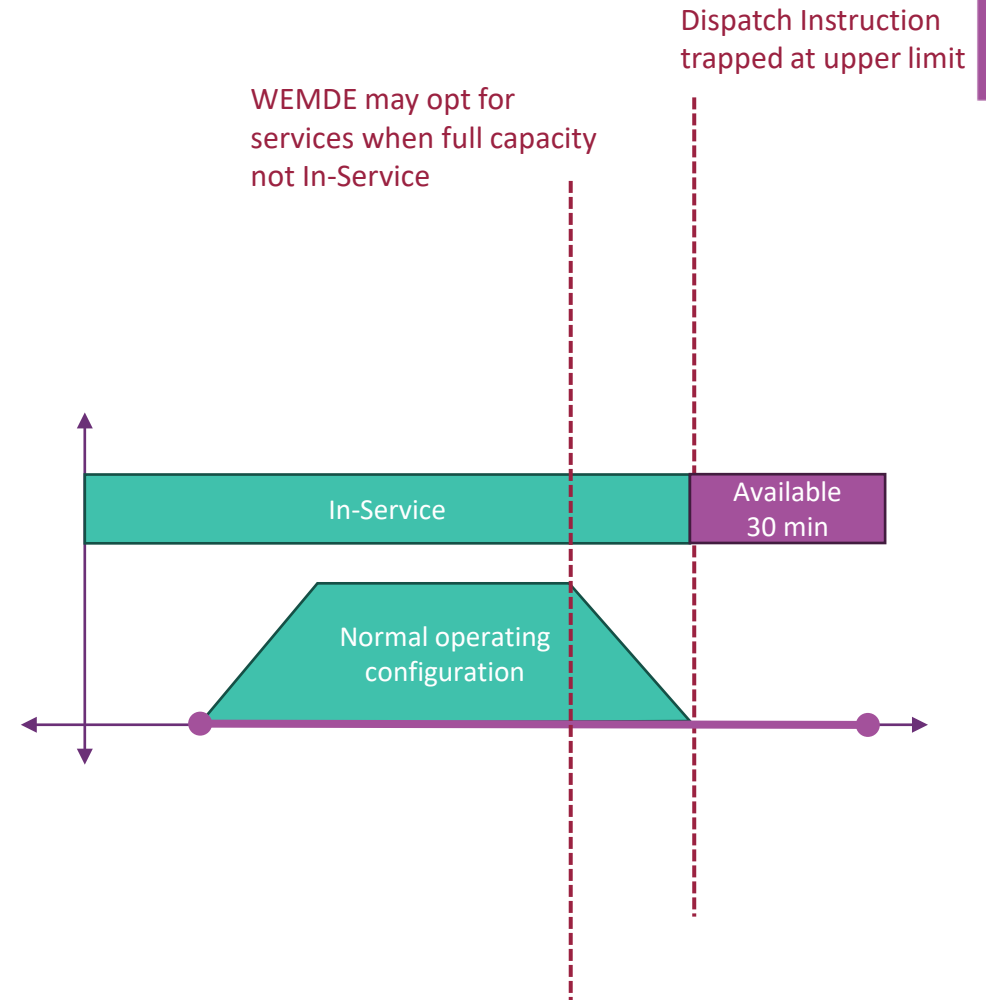 Dispatch Instruction
trapped at upper limit
WEMDE may opt for
services when full capacity
not In-Service
In-Service
Available
30 min
Normal operating
configuration